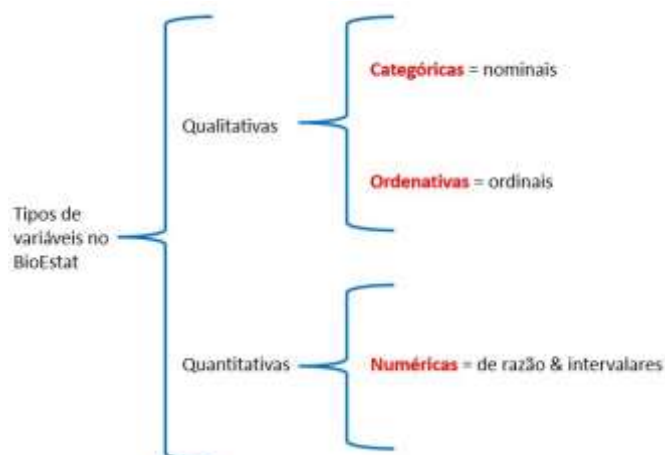 Categóricas = nominais
Qualitativas
Ordenativas = ordinais
Tipos de
variáveis no
BioEstat
Quantitativas
Numéricas = de razão & intervalares